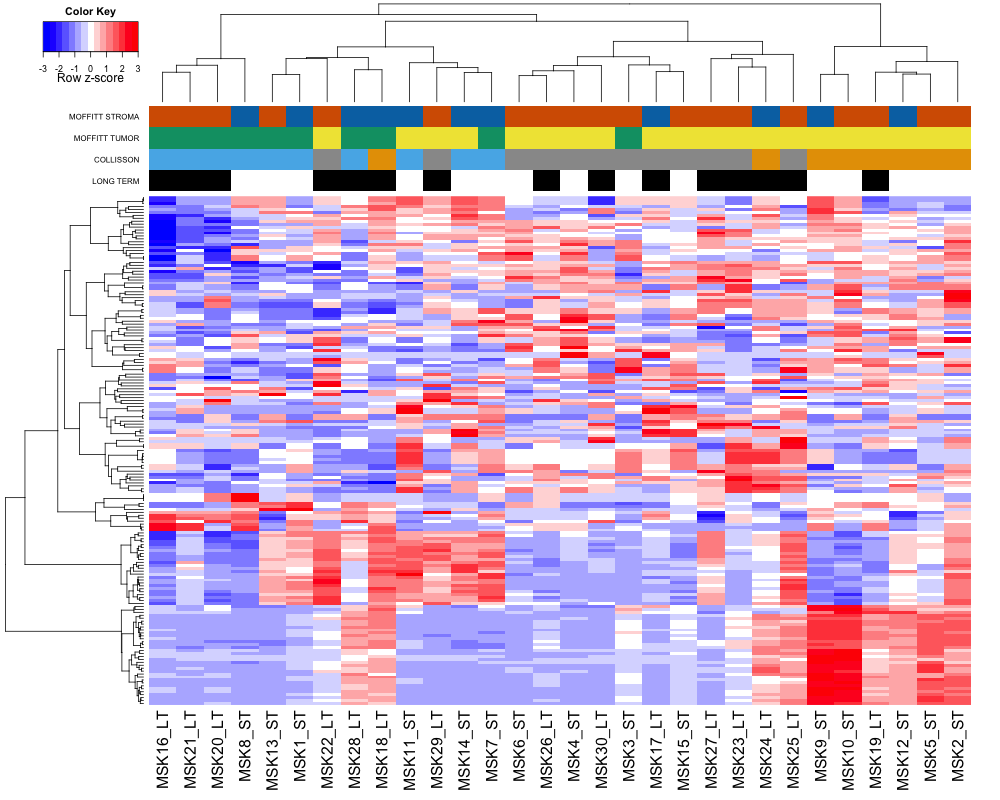 Color Key
-3 -2 -1 0 1 2 3
Row z-score
MOFFITT STROMA
MOFFITT TUMOR
COLLISSON
LONG TERM
MSK16_LT
MSK21_LT
MSK20_LT
MSK8_ST
MSK13_ST
MSK1_ST
MSK22_LT
MSK28_LT
MSK18_LT
MSK11_ST
MSK29_LT
MSK14_ST
MSK7_ST
MSK6_ST
MSK26_LT
MSK4_ST
MSK30_LT
MSK3_ST
MSK17_LT
MSK15_ST
MSK27_LT
MSK23_LT
MSK24_LT
MSK25_LT
MSK9_ST
MSK10_ST
MSK19_LT
MSK12_ST
MSK5_ST
MSK2_ST